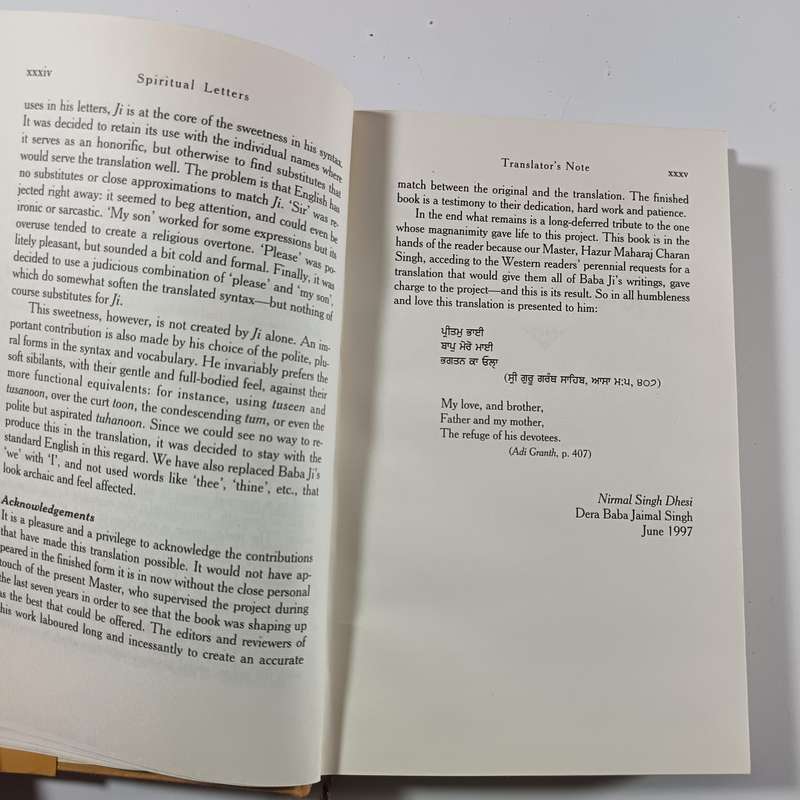 xxxiv
Spiritual Letters
uses in his letters, Ji is at the core of the sweetness in his syntax.
It was decided to retain its use with the individual names where
it serves as an honorific, but otherwise to find substitutes that
would serve the translation well. The problem is that English has
no substitutes or close approximations to match Ji. ‘Sir’ was re-
jected right away: it seemed to beg attention, and could even be
ironic or sarcastic. ‘My son’ worked for some expressions but its
overuse tended to create a religious overtone. ‘Please’ was po-
litely pleasant, but sounded a bit cold and formal. Finally, it was
decided to use a judicious combination of ‘please’ and ‘my son’,
which do somewhat soften the translated syntax—but nothing of
course substitutes for Ji.
This sweetness, however, is not created by Ji alone. An im-
portant contribution is also made by his choice of the polite, plu-
ral forms in the syntax and vocabulary. He invariably prefers the
soft sibilants, with their gentle and full-bodied feel, against their
more functional equivalents: for instance, using tuseen and
tusanoon, over the curt toon, the condescending tum, or even the
polite but aspirated tuhanoon. Since we could see no way to re-
produce this in the translation, it was decided to stay with the
standard English in this regard. We have also replaced Baba Ji’s
‘we’ with ‘I’, and not used words like ‘thee’, ‘thine’, etc., that
look archaic and feel affected.
Acknowledgements
It is a pleasure and a privilege to acknowledge the contributions
that have made this translation possible. It would not have ap-
peared in the finished form it is in now without the close personal
touch of the present Master, who supervised the project during
the last seven years in order to see that the book was shaping up
as the best that could be offered. The editors and reviewers of
this work laboured long and incessantly to create an accurate
Translator’s Note
xxxv
match between the original and the translation. The finished
book is a testimony to their dedication, hard work and patience.
In the end what remains is a long-deferred tribute to the one
whose magnanimity gave life to this project. This book is in the
hands of the reader because our Master, Hazur Maharaj Charan
Singh, acceding to the Western readers’ perennial requests for a
translation that would give them all of Baba Ji’s writings, gave
charge to the project—and this is its result. So in all humbleness
and love this translation is presented to him:
ਪ੍ਰੀਤਮੁ ਭਾਈ
ਬਾਪੁ ਮੋਰੋ ਮਾਈ
ਭਗਤਨ ਕਾ ਓਲ੍ਹਾ
(ਸ੍ਰੀ ਗੁਰੂ ਗਰੰਥ ਸਾਹਿਬ, ਆਸਾ ਮ:੫, ੪੦੭)
My love, and brother,
Father and my mother,
The refuge of his devotees.
(Adi Granth, p. 407)
Nirmal Singh Dhesi
Dera Baba Jaimal Singh
June 1997